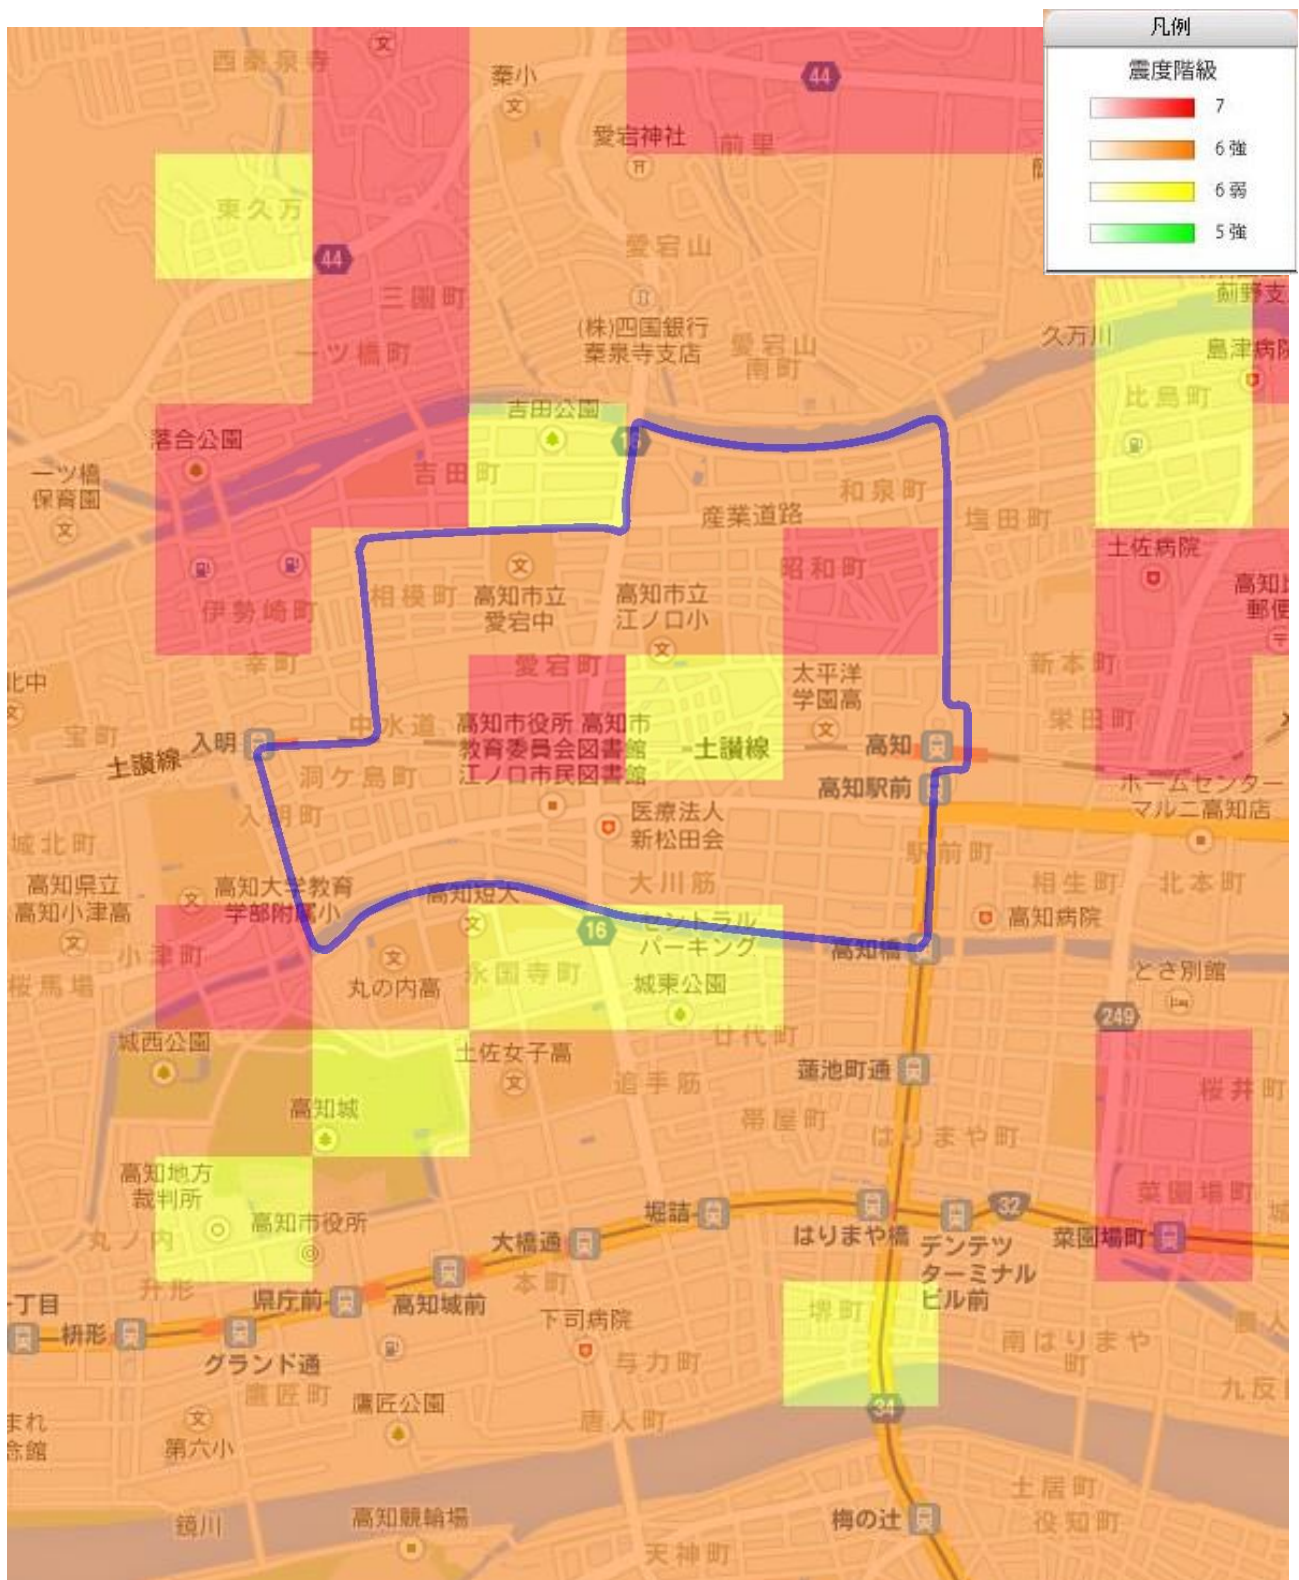 凡例
震度階級
7
6強
6弱
5強
西秦泉寺
秦小
44
愛宕神社
前里
東久万
44
愛宕山
三園町
(株)四国銀行
秦泉寺支店
愛宕山
南町
久万川
薊野支
島津病院
一ツ橋町
比島町
吉田公園
落合公園
一ツ橋
保育園
吉田町
和泉町
産業道路
塩田町
土佐病院
昭和町
高知
郵便
相模町
高知市立
愛宕中
高知市立
江ノ口小
伊勢崎町
幸町
愛宕町
太平洋
学園高
新本町
北中
宝町
入明
中水道
高知市役所 高知市
教育委員会図書館
江ノ口市民図書館
土讃線
土讃線
高知
栄田町
洞ケ島町
高知駅前
ホームセンター
マルニ高知店
入明町
医療法人
新松田会
城北町
駅前町
高知県立
高知小津高
高知大学教育
学部附属小
高知短大
大川筋
相生町
北本町
16
セントラル
パーキング
高知病院
小津町
高知橋
桜馬場
丸の内高
永国寺町
城東公園
とさ別館
249
城西公園
土佐女子高
廿代町
蓮池町通
高知城
追手筋
帯屋町
はりまや町
桜井町
高知地方
裁判所
高知市役所
堀詰
はりまや橋
32
菜園場町
菜園場町
丸ノ内
大橋通
デンテツ
ターミナル
ビル前
升形
本町
丁目
枡形
県庁前
高知城前
下司病院
堺町
南はりまや
町
グランド通
与力町
鷹匠町
鷹匠公園
唐人町
34
九反
まれ
念館
第六小
土居町
鏡川
高知競輪場
梅の辻
役知町
天神町